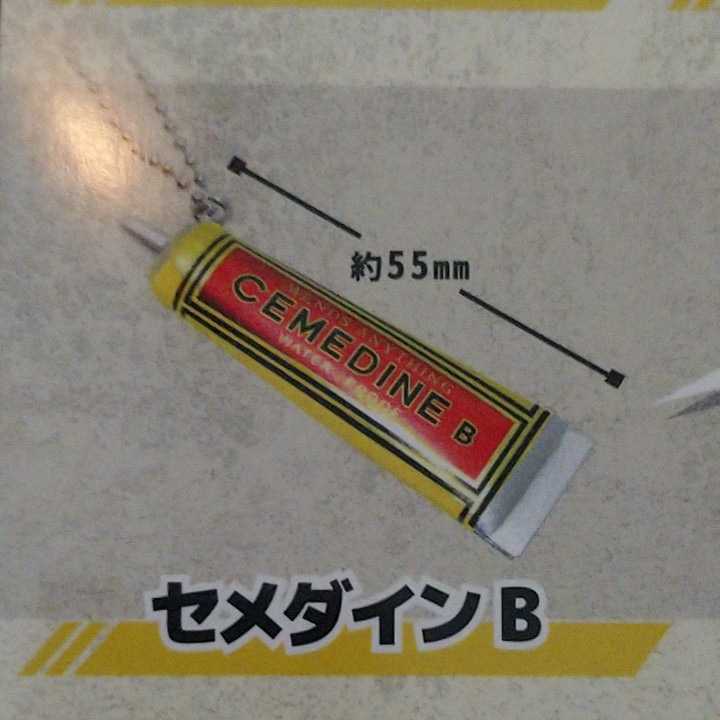 約55mm
MENDS ANYTHING
CEMEDINE B
WATER PROOF
セメダインB